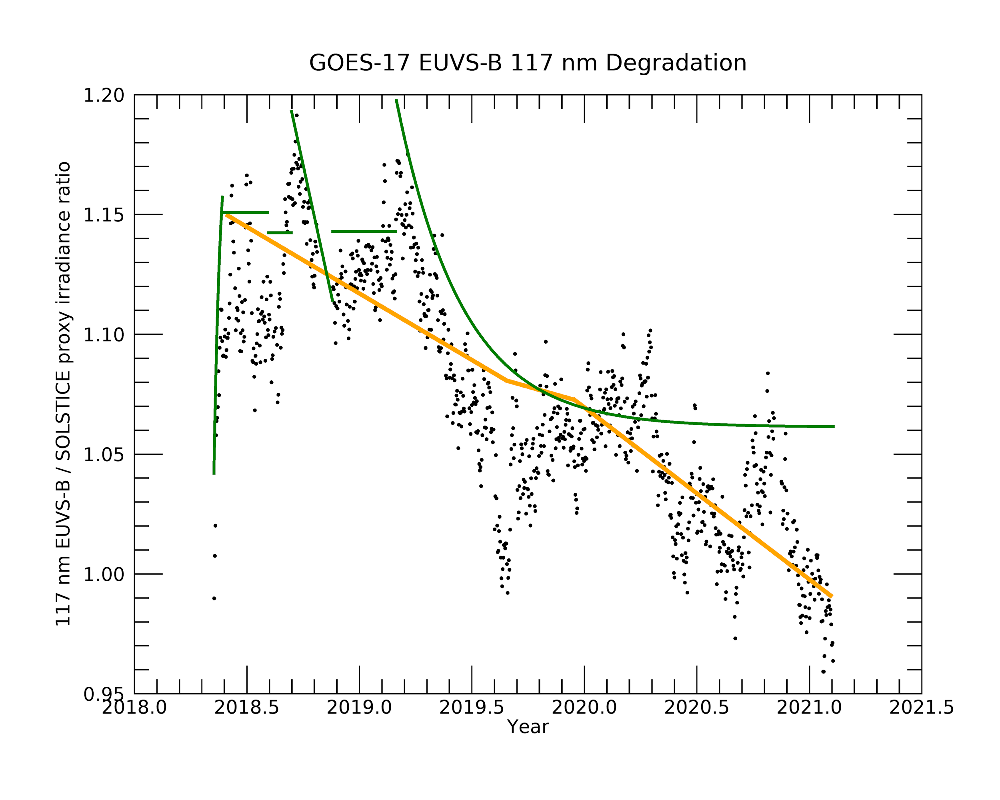 GOES-17 EUVS-B 117 nm Degradation
117 nm EUVS-B / SOLSTICE proxy irradiance ratio
1.20
1.15
1.10
1.05
1.00
0.95
2018.0 2018.5 2019.0 2019.5 2020.0 2020.5 2021.0 2021.5
Year